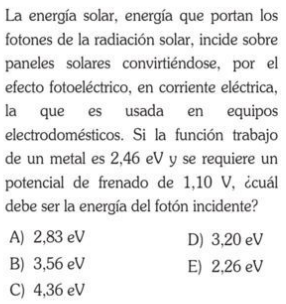 La energía solar, energía que portan los
fotones de la radiación solar, incide sobre
paneles solares convirtiéndose, por el
efecto fotoeléctrico, en corriente eléctrica,
la que es usada en equipos
electrodomésticos. Si la función trabajo
de un metal es 2,46 eV y se requiere un
potencial de frenado de 1,10 V, ¿cuál
debe ser la energía del fotón incidente?
A) 2,83 eV
D) 3,20 eV
B) 3,56 eV
E) 2,26 eV
C) 4,36 eV